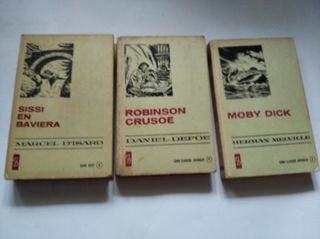 SISSI
EN
BAVIERA
MARCEL D'ISARD
ROBINSON
CRUSOE
DANIEL DEFOE
MOBY DICK
HERMAN MELVILLE